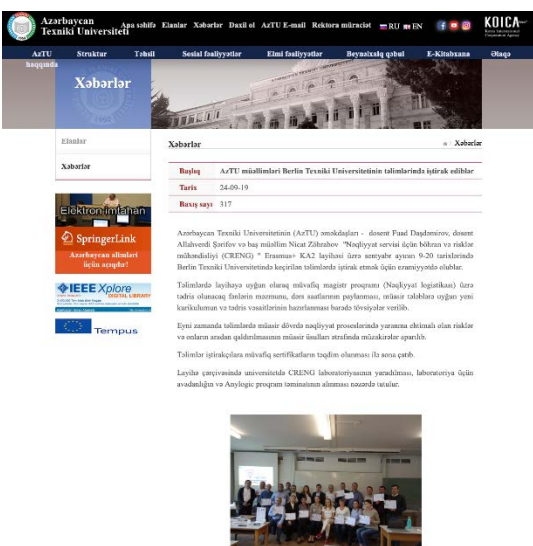 Azərbaycan
Texniki Universiteti
Ana səhifə Elanlar Xəbərlər Daxil ol AzTU E-mail Rektora müraciət RU EN
KOICA
Korea International
Cooperation Agency
AzTU haqqında Struktur Təhsil Sosial fəaliyyətlər Elmi fəaliyyətlər Beynəlxalq qəbul E-Kitabxana Əlaqə
Xəbərlər
Elanlar
Xəbərlər
Xəbərlər
Xəbərlər
Başlıq AzTU müəllimləri Berlin Texniki Universitetinin təlimlərində iştirak ediblər
Tarix 24-09-19
Baxış sayı 317
Elektron imtahan
SpringerLink
Azərbaycan alimləri
üçün açıqdır!
IEEE Xplore
DIGITAL LIBRARY
Tempus
Azərbaycan Texniki Universitetinin (AzTU) əməkdaşları - dosent Fuad Daşdəmirov, dosent
Allahverdi Şərifov və baş müəllim Nicat Zöhrabov "Nəqliyyat servisi üçün böhran və risklər
mühəndisliyi (CRENG) " Erasmus+ KA2 layihəsi üzrə sentyabr ayının 9-20 tarixlərində
Berlin Texniki Universitetində keçirilən təlimlərdə iştirak etmək üçün ezamiyyətdə olublar.
Təlimlərdə layihəyə uyğun olaraq müvafiq magistr proqramı (Nəqliyyat logistikası) üzrə
tədris olunacaq fənlərin məzmunu, dərs saatlarının paylanması, müasir tələblərə uyğun yeni
karikulumun və tədris vəsaitlərinin hazırlanması barədə tövsiyələr verilib.
Eyni zamanda təlimlərdə müasir dövrdə nəqliyyat proseslərində yaranma ehtimalı olan risklər
və onların aradan qaldırılmasının müasir üsulları ətrafında müzakirələr aparılıb.
Təlimlər iştirakçılara müvafiq sertifikatların təqdim olunması ilə sona çatıb.
Layihə çərçivəsində universitetdə CRENG laboratoriyasının yaradılması, laboratoriya üçün
avadanlığın və Anylogic proqram təminatının alınması nəzərdə tutulur.